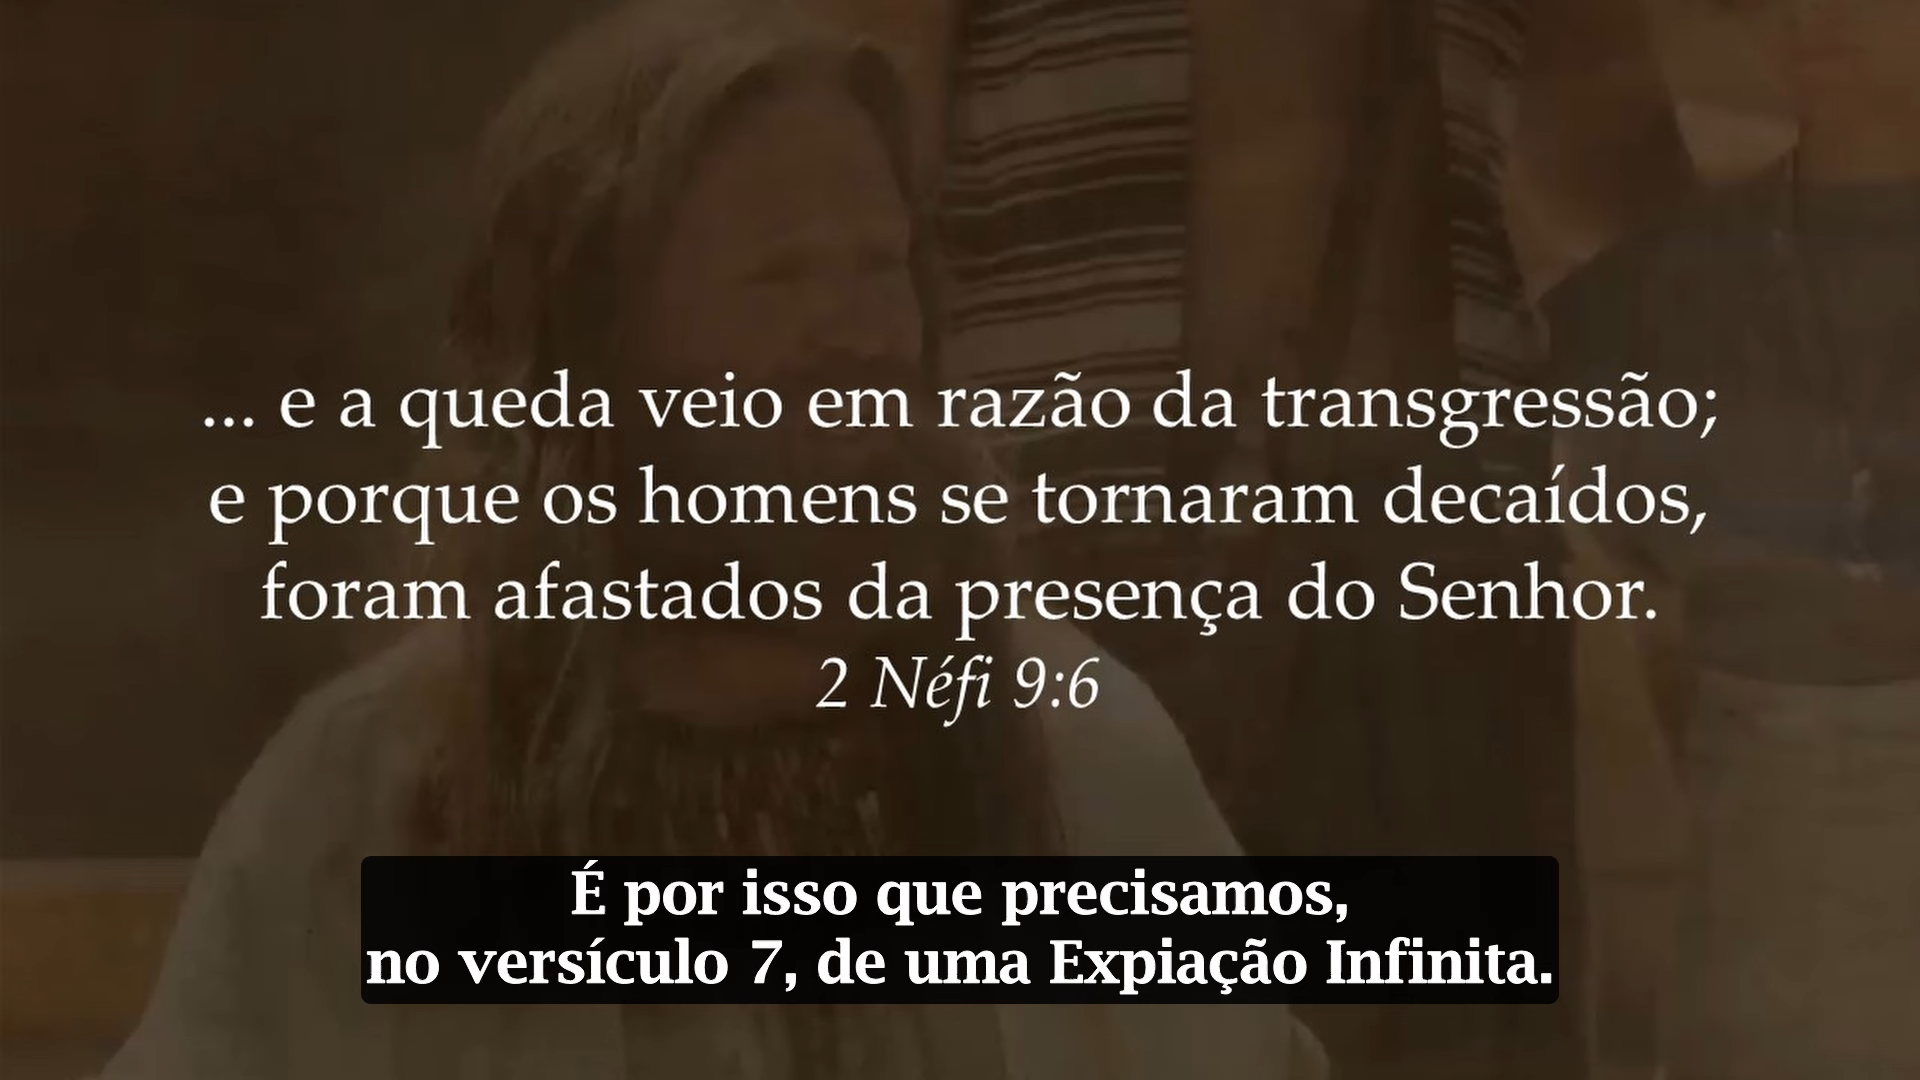 ... e a queda veio em razão da transgressão;
e porque os homens se tornaram decaídos,
foram afastados da presença do Senhor.
2 Néfi 9:6
É por isso que precisamos,
no versículo 7, de uma Expiação Infinita.